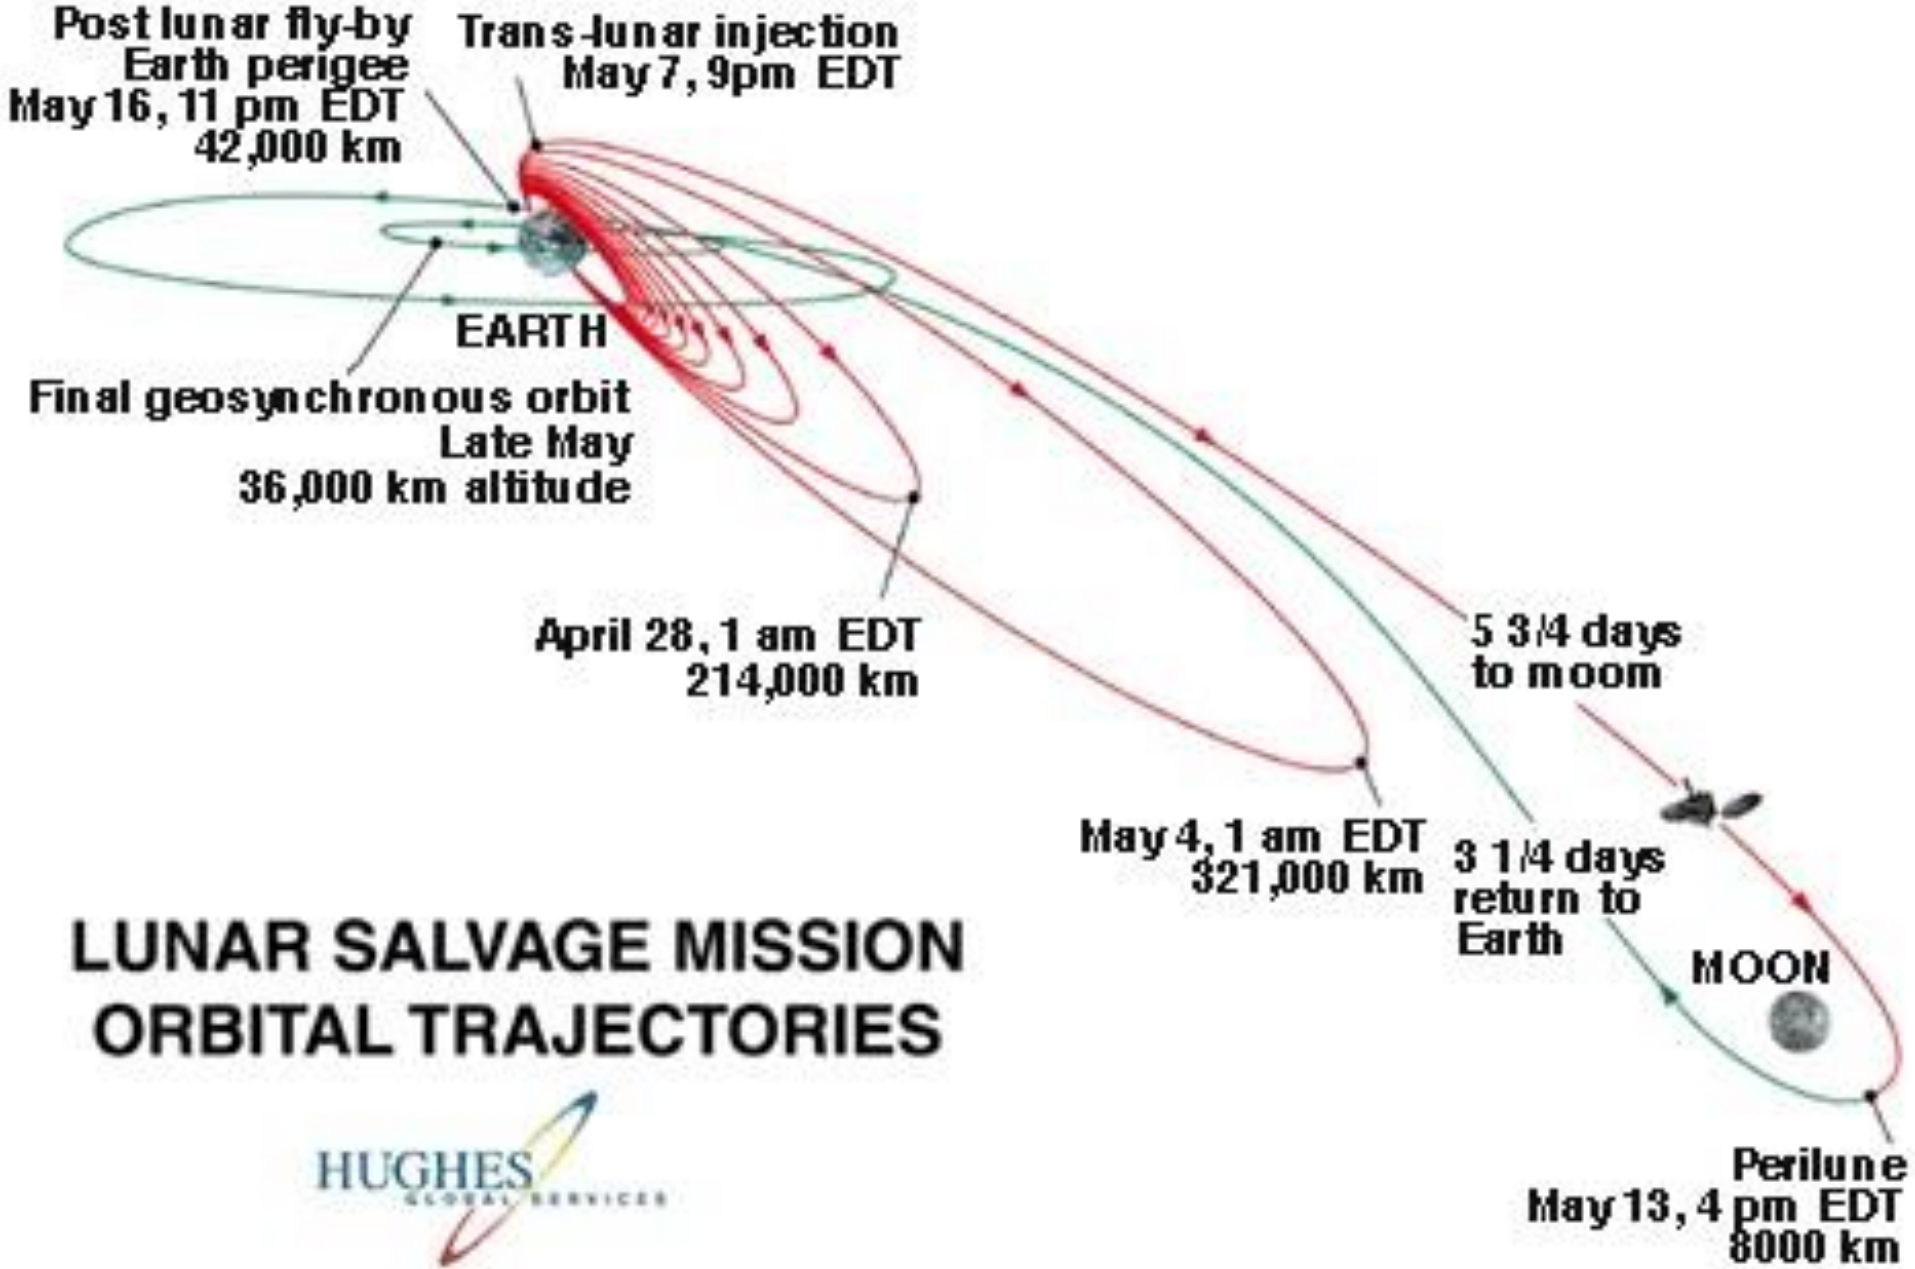 Post lunar fly-by
Earth perigee
May 16, 11 pm EDT
42,000 km
Trans-lunar injection
May 7, 9pm EDT
EARTH
Final geosynchronous orbit
Late May
36,000 km altitude
April 28, 1 am EDT
214,000 km
5 3/4 days
to moom
May 4, 1 am EDT
321,000 km
3 1/4 days
return to
Earth
MOON
LUNAR SALVAGE MISSION
ORBITAL TRAJECTORIES
HUGHES
GLOBAL SERVICES
Perilune
May 13, 4 pm EDT
8000 km